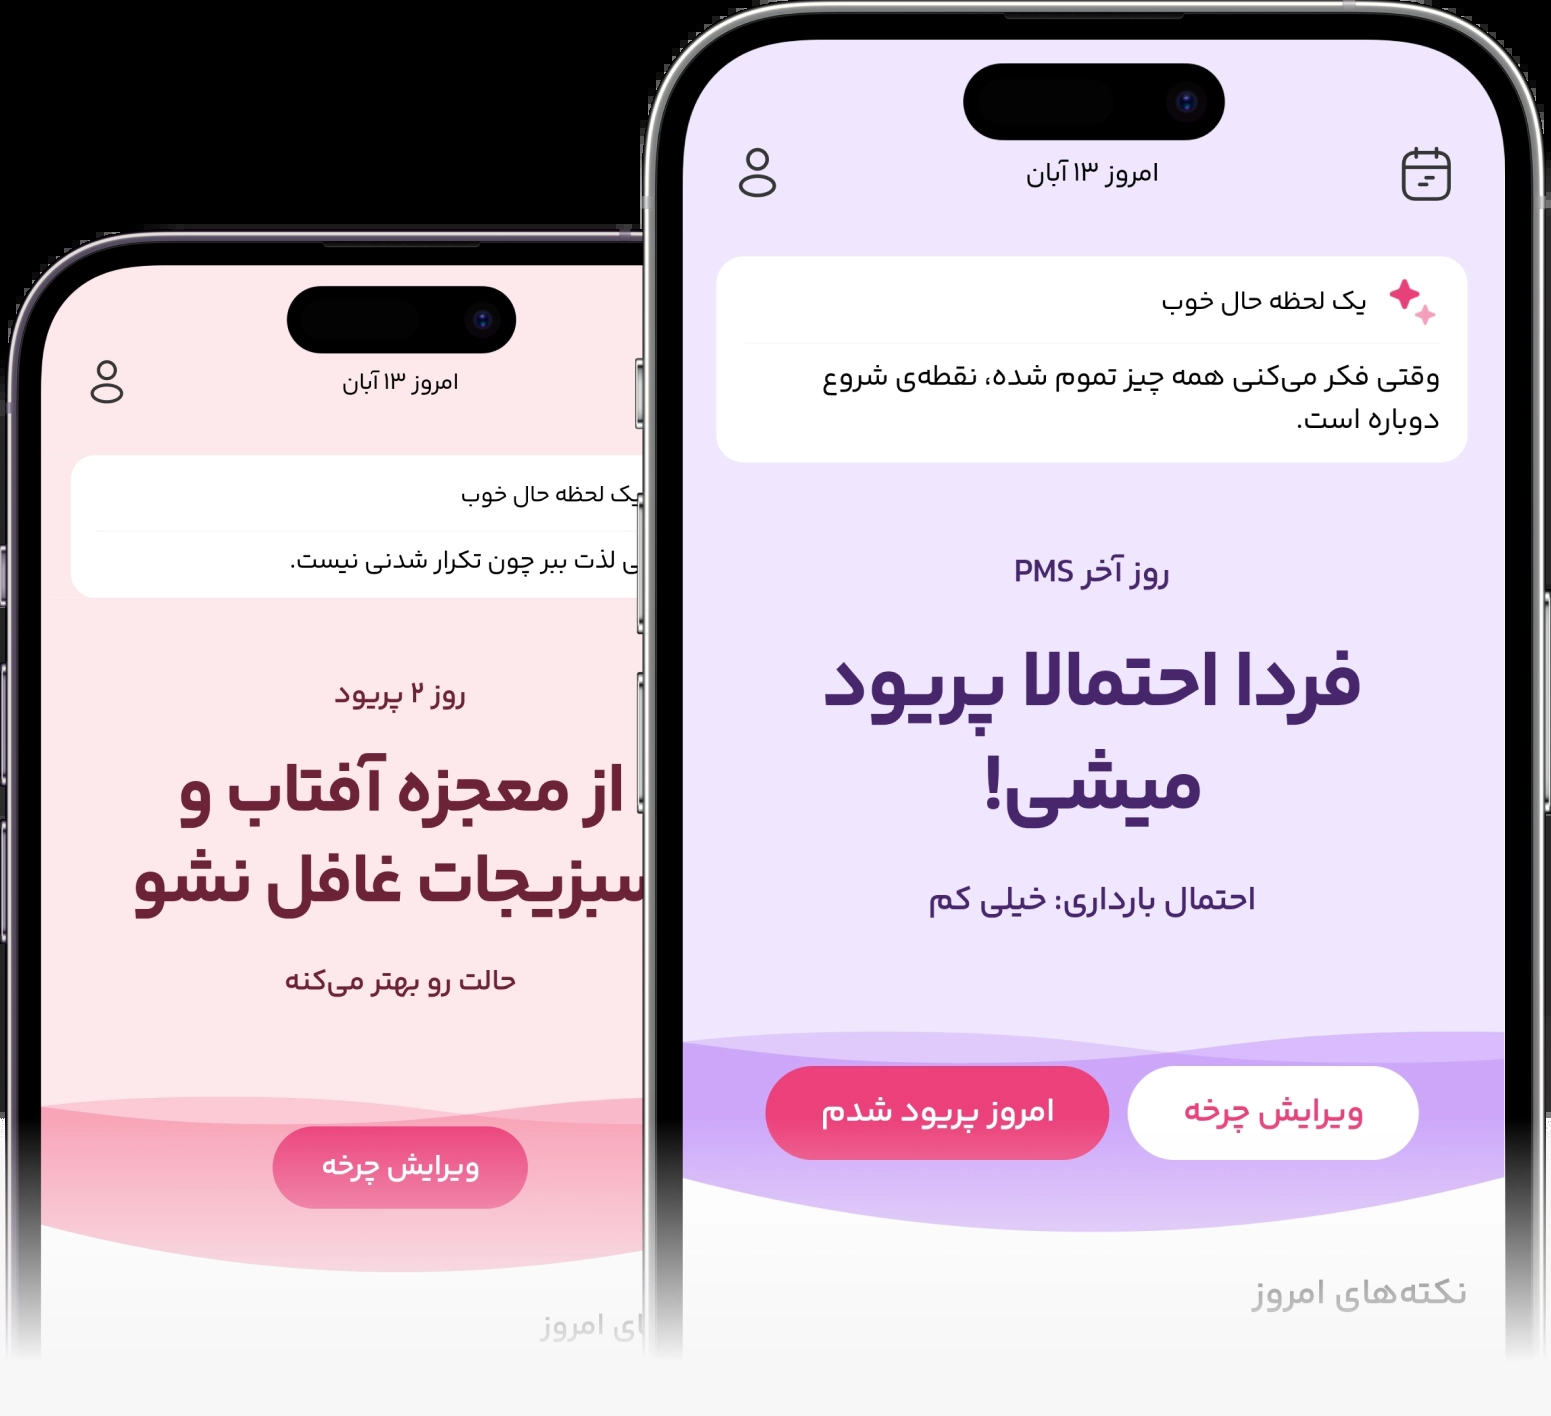 امروز ۱۳ آبان
یک لحظه حال خوب
وقتی فکر می‌کنی همه چیز تموم شده، نقطه‌ی شروع
دوباره است.
روز آخر PMS
فردا احتمالا پریود
میشی!
احتمال بارداری: خیلی کم
ویرایش چرخه
امروز پریود شدم
نکته‌های امروز
امروز ۱۳ آبان
یک لحظه حال خوب
لذت ببر چون تکرار شدنی نیست.
روز ۲ پریود
از معجزه آفتاب و
سبزیجات غافل نشو
حالت رو بهتر می‌کنه
ویرایش چرخه
امروز